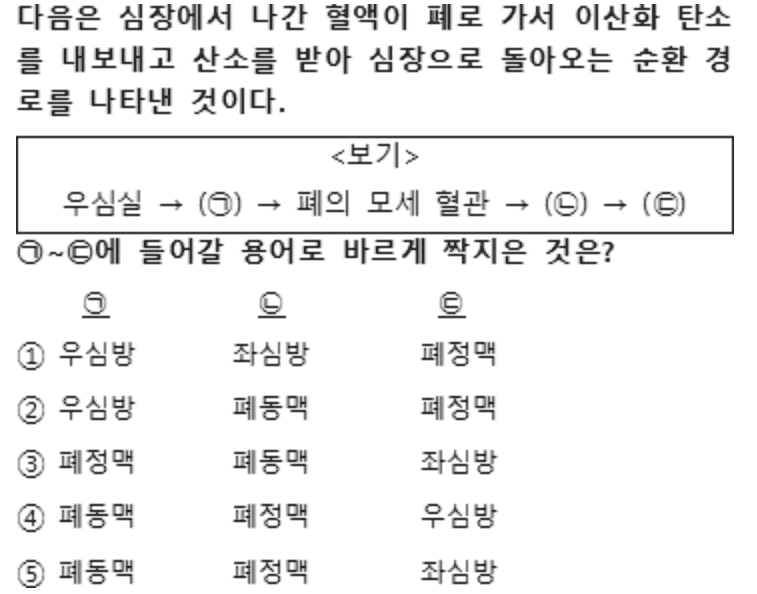 다음은 심장에서 나간 혈액이 폐로 가서 이산화 탄소
를 내보내고 산소를 받아 심장으로 돌아오는 순환 경
로를 나타낸 것이다.
<보기>
우심실 → (㉠) → 폐의 모세 혈관 → (㉡) → (㉢)
㉠~㉢에 들어갈 용어로 바르게 짝지은 것은?
㉠ ㉡ ㉢
① 우심방 좌심방 폐정맥
② 우심방 폐동맥 폐정맥
③ 폐정맥 폐동맥 좌심방
④ 폐동맥 폐정맥 우심방
⑤ 폐동맥 폐정맥 좌심방